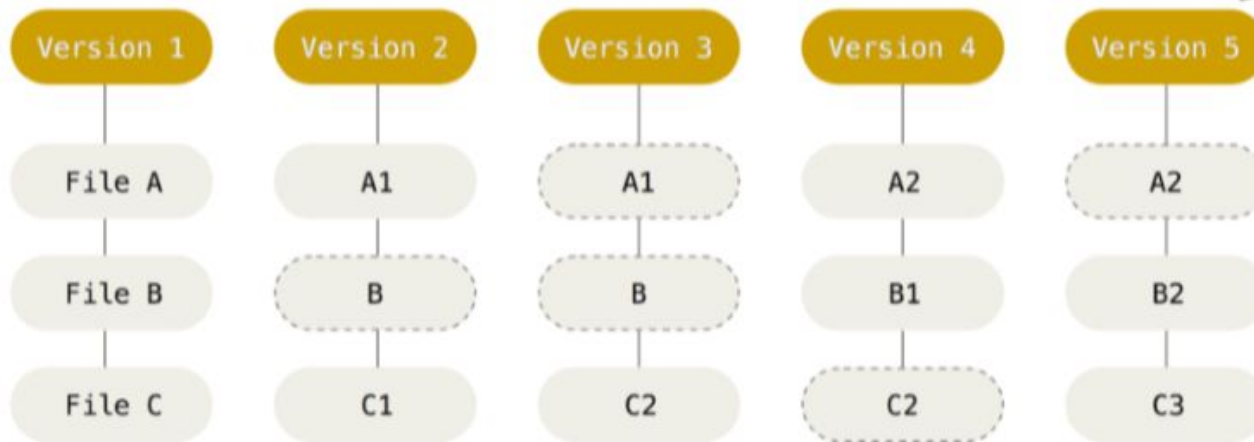 Version 1 Version 2 Version 3 Version 4 Version 5
File A A1 A1 A2 A2
File B B B B1 B2
File C C1 C2 C2 C3